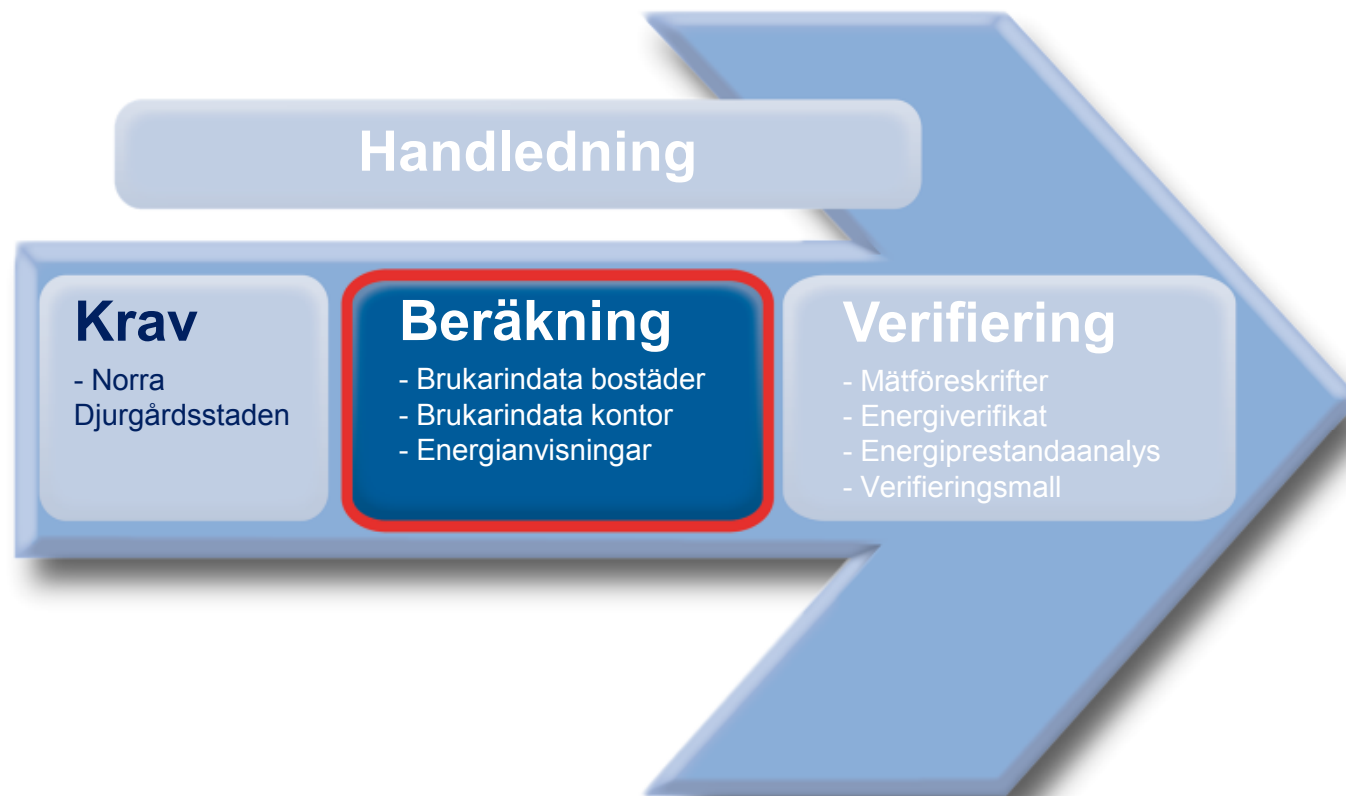 Handledning
Krav
- Norra
Djurgårdsstaden
Beräkning
- Brukarindata bostäder
- Brukarindata kontor
- Energianvisningar
Verifiering
- Mätföreskrifter
- Energiverifikat
- Energiprestandaanalys
- Verifieringsmall